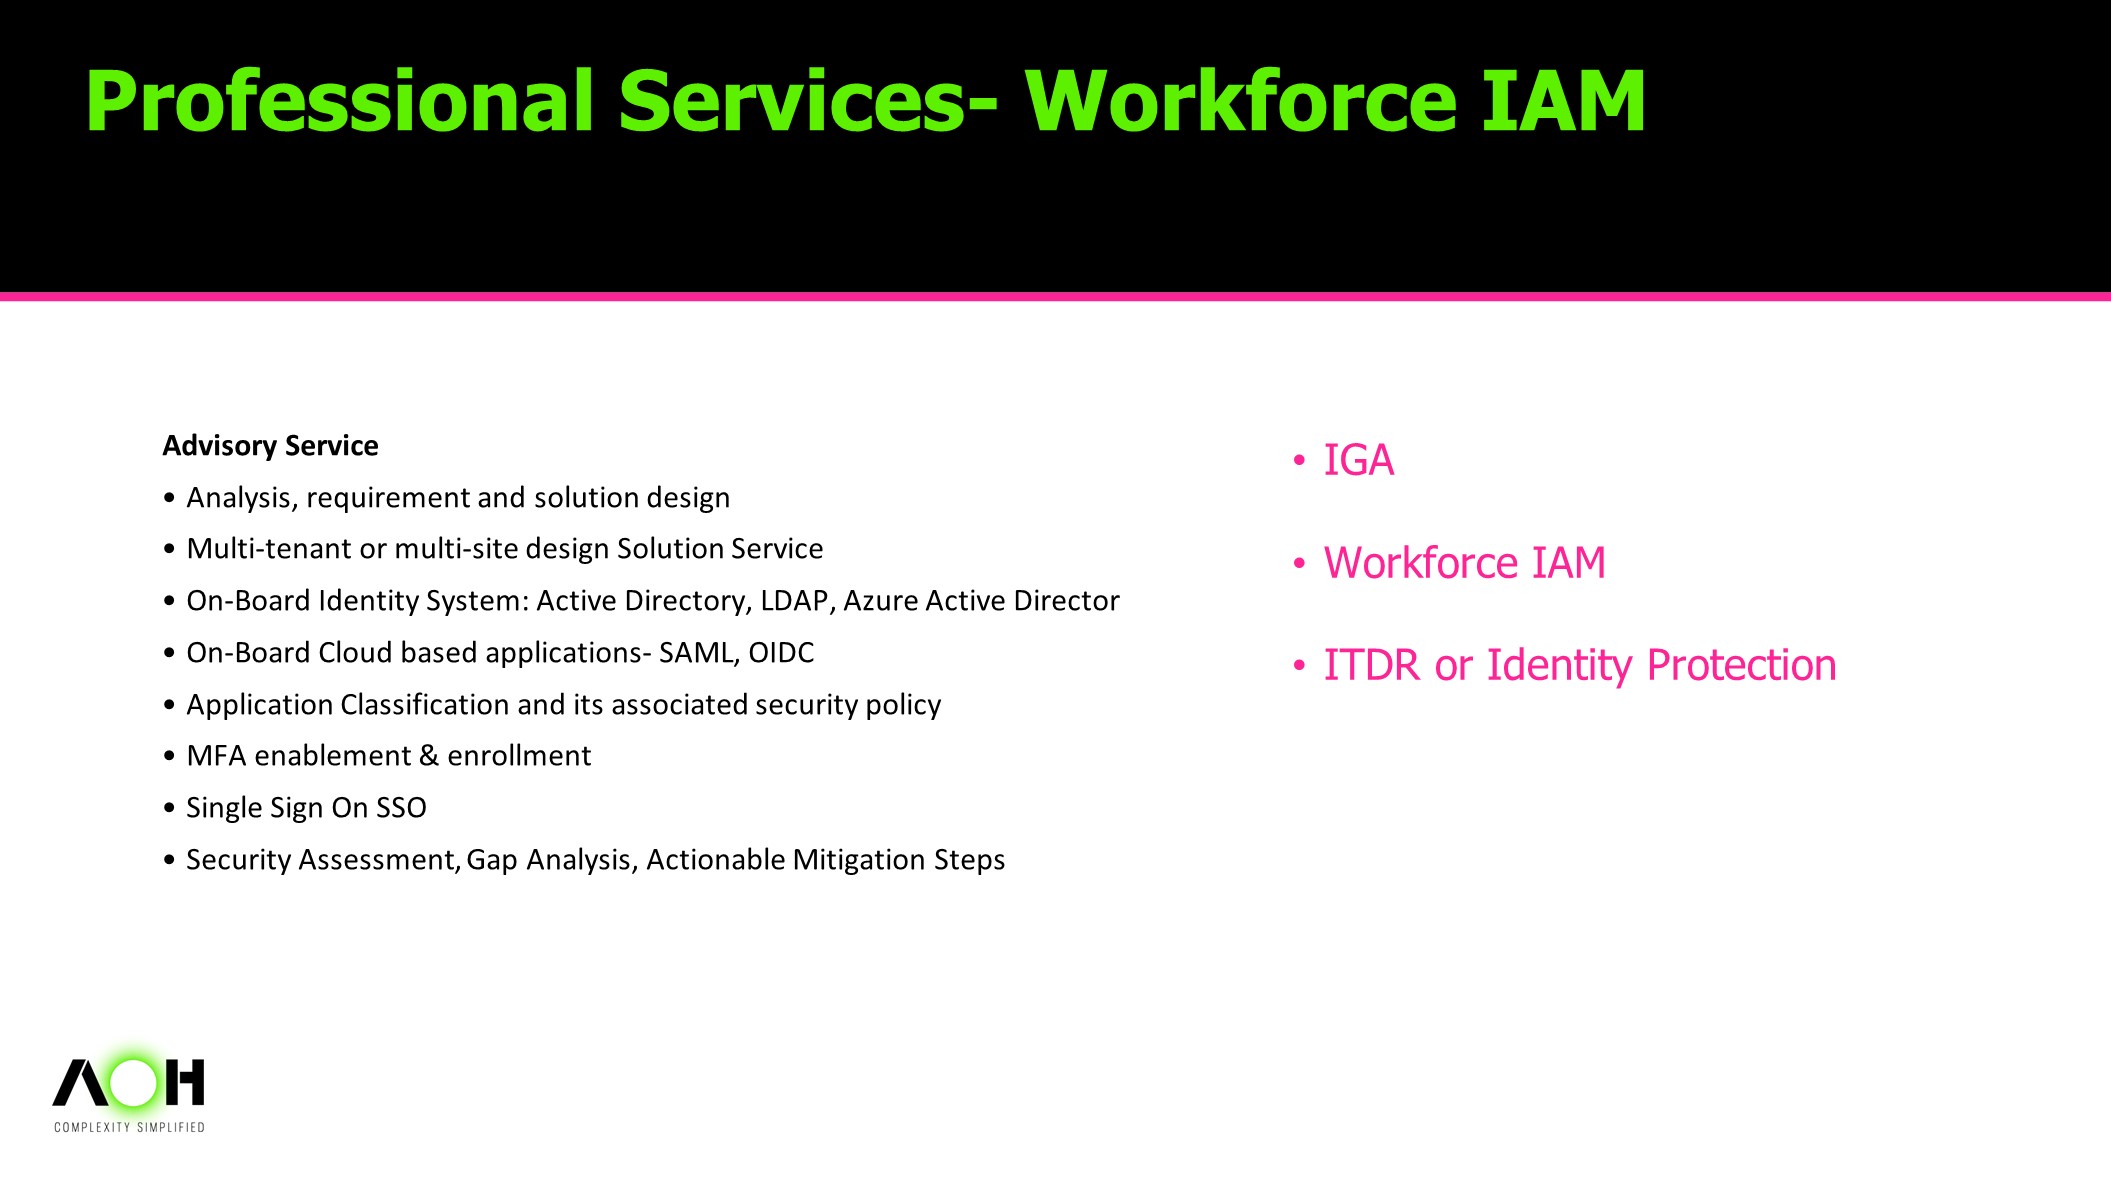 Professional Services- Workforce IAM
Advisory Service
• Analysis, requirement and solution design
• Multi-tenant or multi-site design Solution Service
• On-Board Identity System: Active Directory, LDAP, Azure Active Director
• On-Board Cloud based applications- SAML, OIDC
• Application Classification and its associated security policy
• MFA enablement & enrollment
• Single Sign On SSO
• Security Assessment, Gap Analysis, Actionable Mitigation Steps
• IGA
• Workforce IAM
• ITDR or Identity Protection
AOH
COMPLEXITY SIMPLIFIED